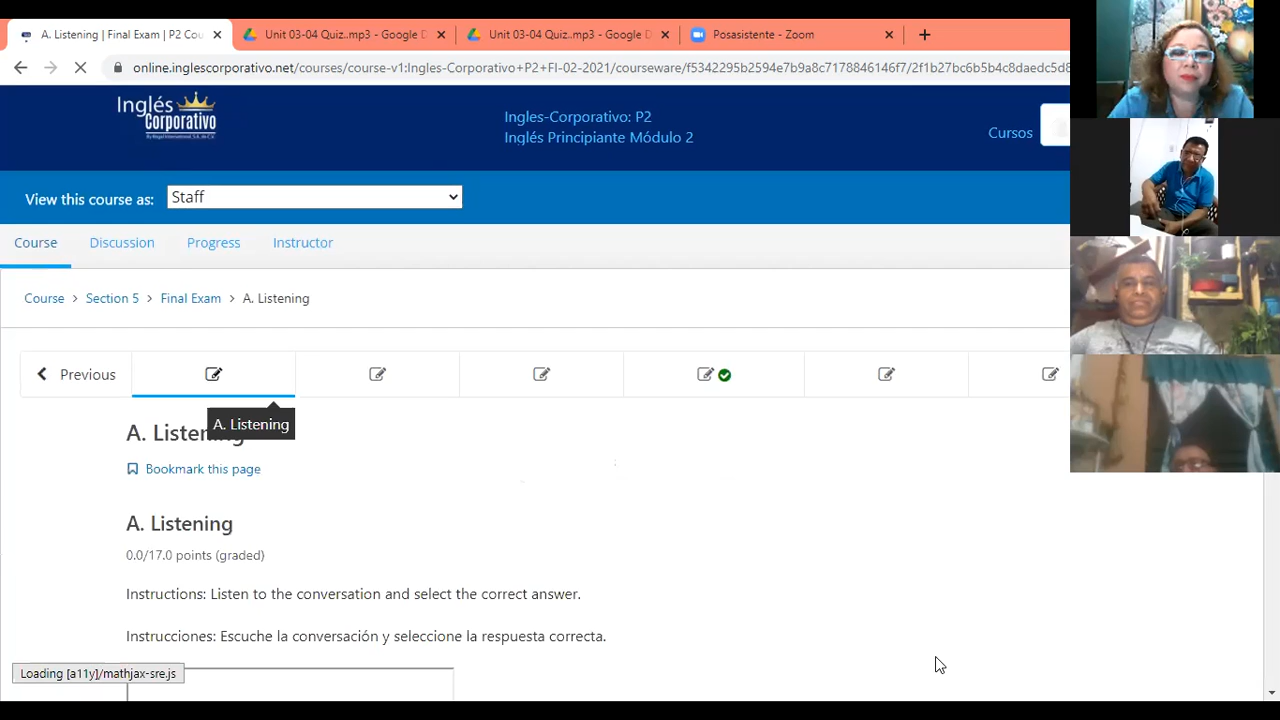 A. Listening | Final Exam | P2 Cou
Unit 03-04 Quiz..mp3 - Google D
Unit 03-04 Quiz..mp3 - Google D
Posasistente - Zoom
online.inglescorporativo.net/courses/course-v1:Ingles-Corporativo+P2+FI-02-2021/courseware/f5342295b2594e7b9a8c7178846146f7/2f1b27bc6b5b4c8daedc5d8
Inglés
Corporativo
Ingles-Corporativo: P2
Inglés Principiante Módulo 2
Cursos
View this course as:
Staff
Course
Discussion
Progress
Instructor
Course > Section 5 > Final Exam > A. Listening
Previous
A. Listening
A. Listening
Bookmark this page
A. Listening
0.0/17.0 points (graded)
Instructions: Listen to the conversation and select the correct answer.
Instrucciones: Escuche la conversación y seleccione la respuesta correcta.
Loading [a11y]/mathjax-sre.js